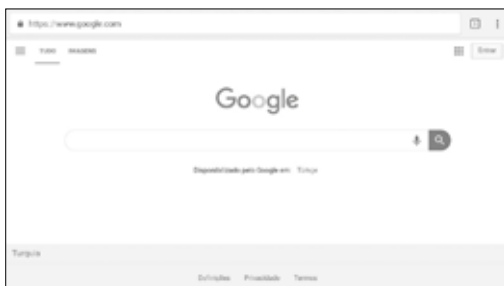 https://www.google.com
TUDO IMAGENS Entrar
Google
Disponibilizado pelo Google em: Türkçe
Turquia
Definições Privacidade Termos